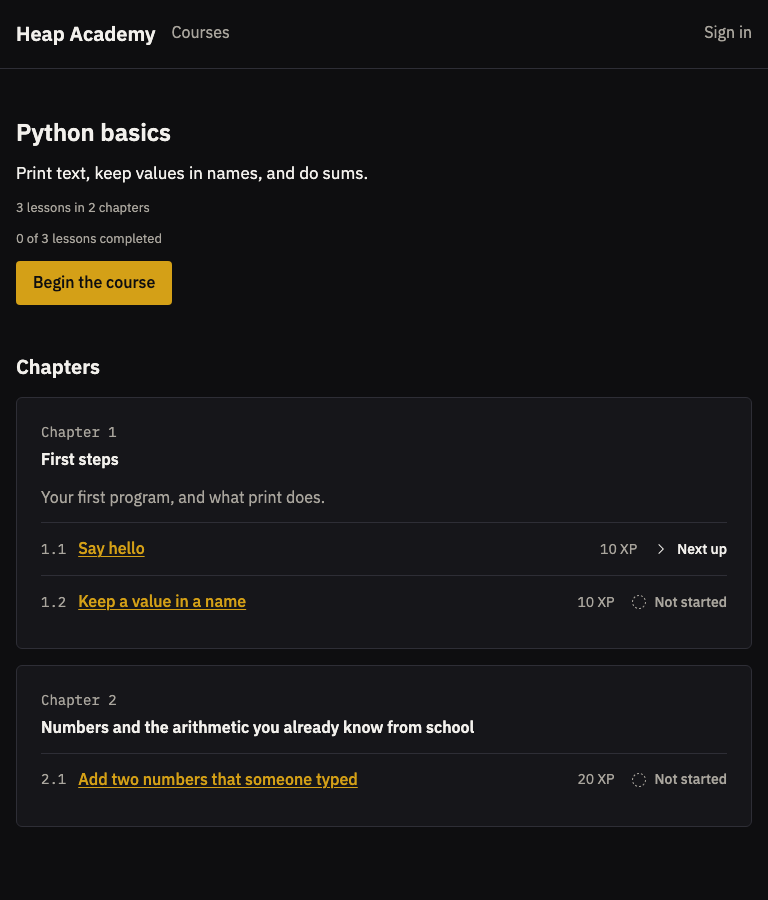 Heap Academy Courses Sign in
Python basics
Print text, keep values in names, and do sums.
3 lessons in 2 chapters
0 of 3 lessons completed
Begin the course
Chapters
Chapter 1
First steps
Your first program, and what print does.
1.1 Say hello 10 XP Next up
1.2 Keep a value in a name 10 XP Not started
Chapter 2
Numbers and the arithmetic you already know from school
2.1 Add two numbers that someone typed 20 XP Not started